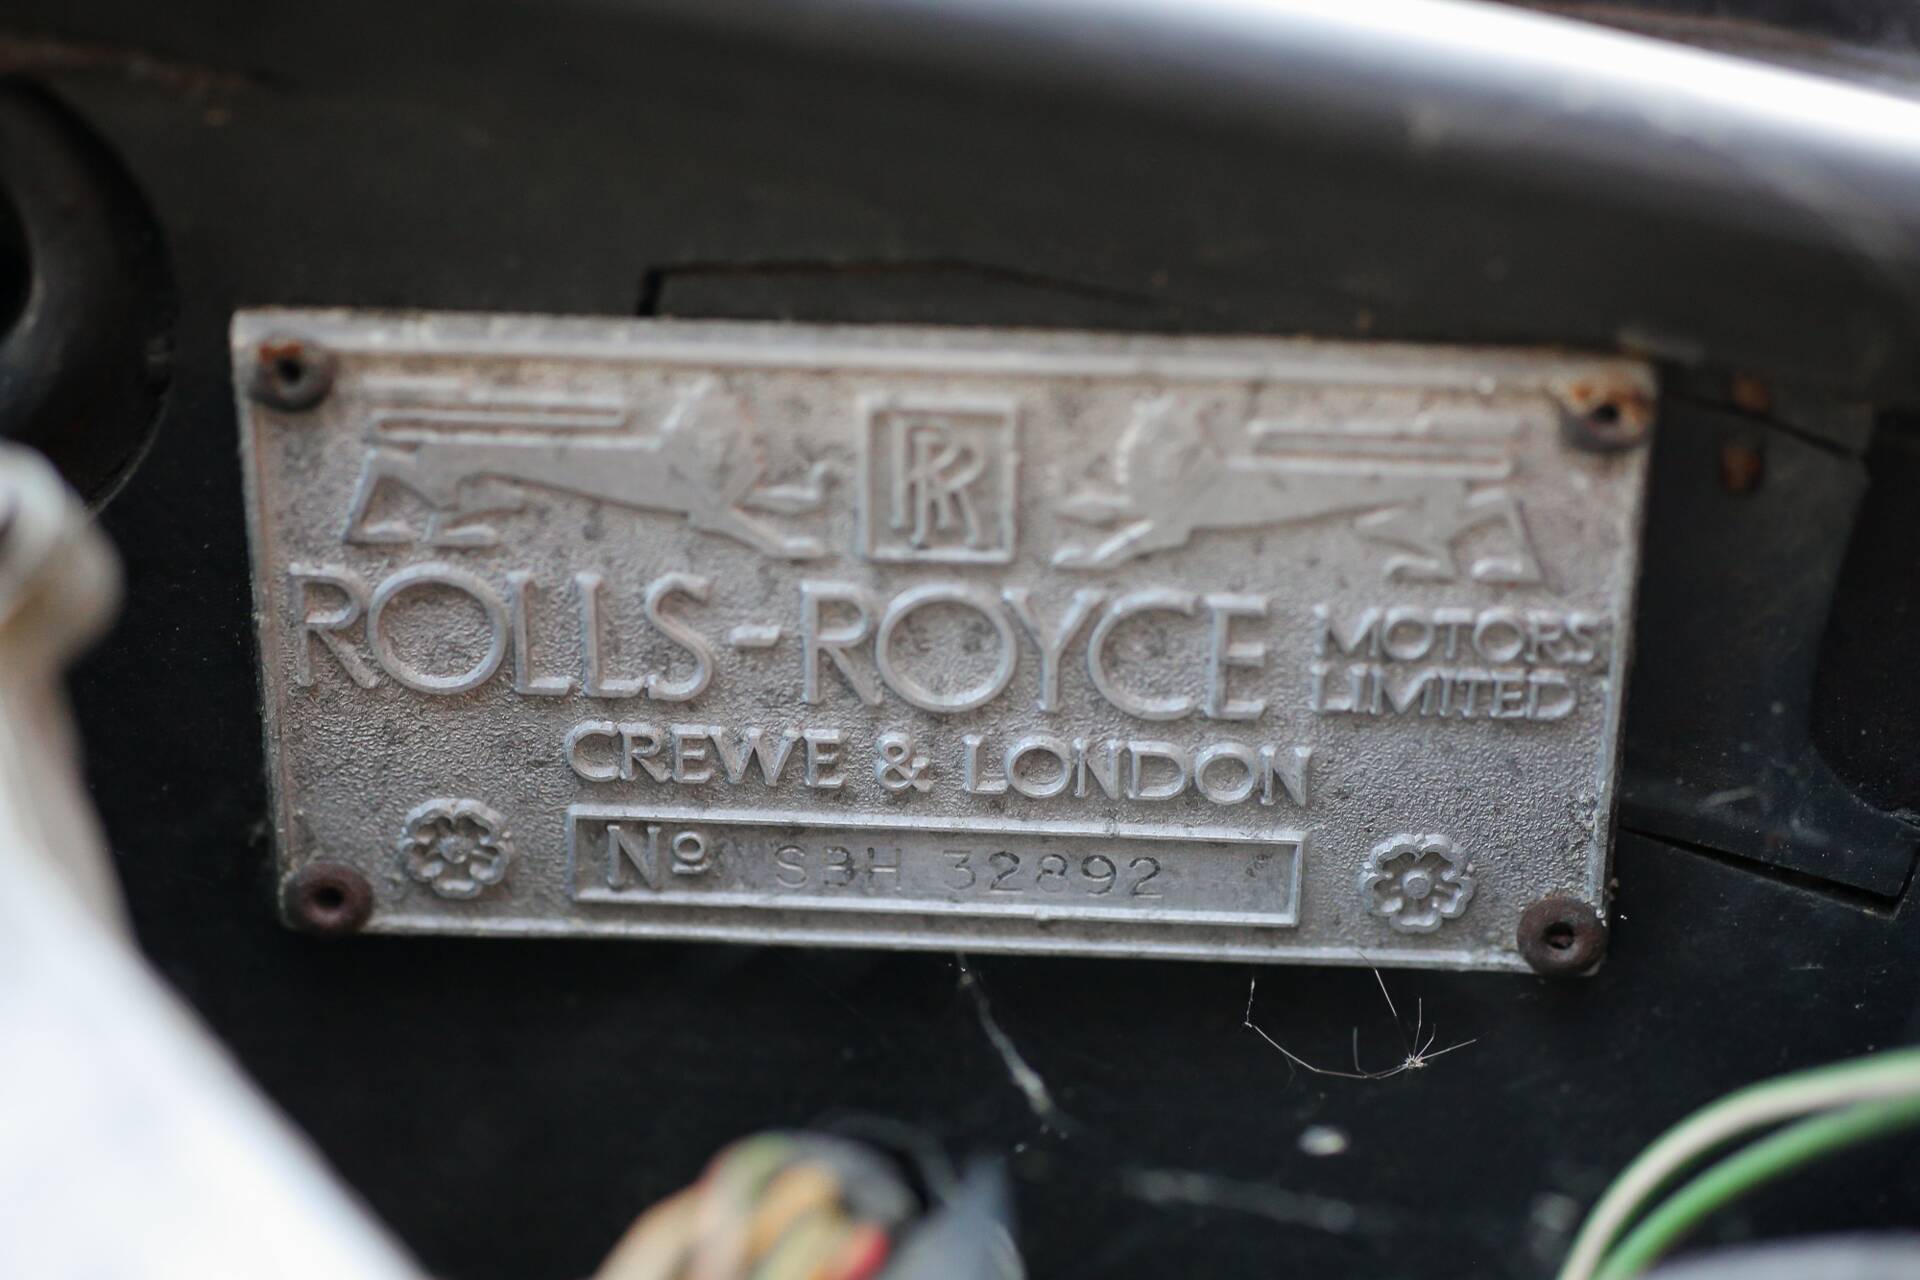 RR
ROLLS-ROYCE MOTORS LIMITED
CREWE & LONDON
Nº SBH 32892